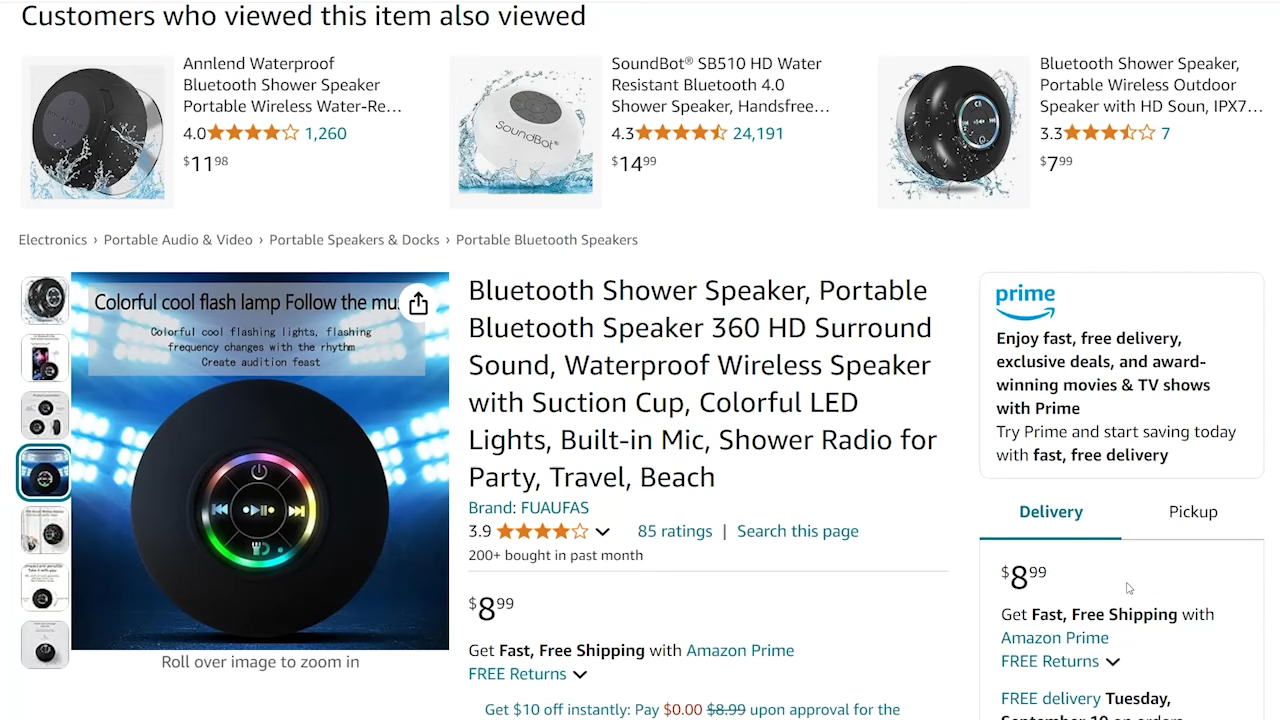 Customers who viewed this item also viewed
Annlend Waterproof
Bluetooth Shower Speaker
Portable Wireless Water-Re…
4.0 1,260
$11 98
SoundBot® SB510 HD Water
Resistant Bluetooth 4.0
Shower Speaker, Handsfree…
4.3 24,191
$14 99
SoundBot®
Bluetooth Shower Speaker,
Portable Wireless Outdoor
Speaker with HD Soun, IPX7…
3.3 7
$7 99
Electronics › Portable Audio & Video › Portable Speakers & Docks › Portable Bluetooth Speakers
Colorful cool flash lamp Follow the mu
Colorful cool flashing lights, flashing
frequency changes with the rhythm
Create audition feast
Roll over image to zoom in
Bluetooth Shower Speaker, Portable
Bluetooth Speaker 360 HD Surround
Sound, Waterproof Wireless Speaker
with Suction Cup, Colorful LED
Lights, Built-in Mic, Shower Radio for
Party, Travel, Beach
Brand: FUAUFAS
3.9 85 ratings | Search this page
200+ bought in past month
$8 99
Get Fast, Free Shipping with Amazon Prime
FREE Returns
Get $10 off instantly: Pay $0.00 $8.99 upon approval for the
prime
Enjoy fast, free delivery,
exclusive deals, and award-
winning movies & TV shows
with Prime
Try Prime and start saving today
with fast, free delivery
Delivery Pickup
$8 99
Get Fast, Free Shipping with
Amazon Prime
FREE Returns
FREE delivery Tuesday,
September 10 on orders